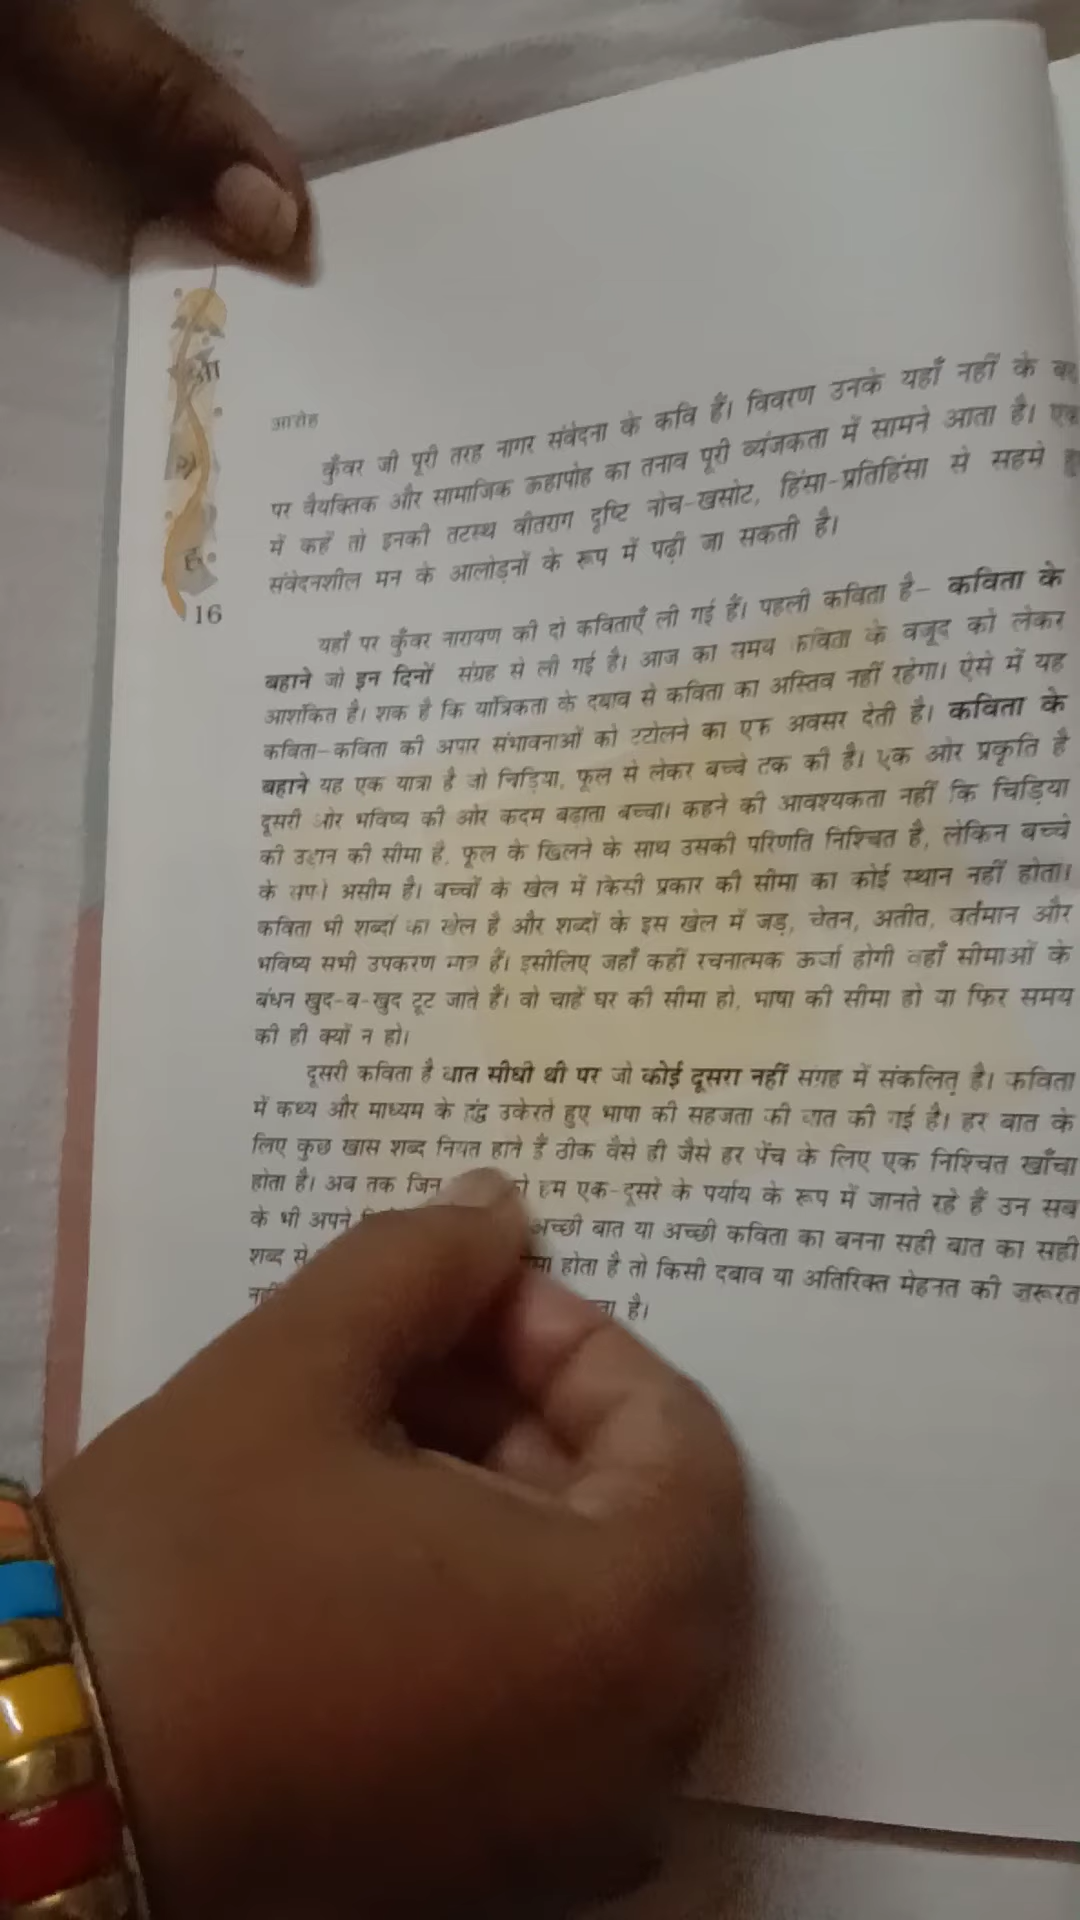 आरोह
कुँवर जी पूरी तरह नागर संवेदना के कवि हैं। विवरण उनके यहाँ नहीं के
पर वैयक्तिक और सामाजिक ऊहापोह का तनाव पूरी व्यंजकता में सामने आता है। एक
में कहें तो इनकी तटस्थ वीतराग दृष्टि नोच-खसोट, हिंसा-प्रतिहिंसा से सहमे
संवेदनशील मन के आलोड़नों के रूप में पढ़ी जा सकती है।
16
यहाँ पर कुँवर नारायण की दो कविताएँ ली गई हैं। पहली कविता है– कविता के
बहाने जो इन दिनों संग्रह से ली गई है। आज का समय कविता के वजूद को लेकर
आशंकित है। शक है कि यांत्रिकता के दबाव से कविता का अस्तित्व नहीं रहेगा। ऐसे में यह
कविता–कविता की अपार संभावनाओं को टटोलने का एक अवसर देती है। कविता के
बहाने यह एक यात्रा है जो चिड़िया, फूल से लेकर बच्चे तक की है। एक ओर प्रकृति है
दूसरी ओर भविष्य की ओर कदम बढ़ाता बच्चा। कहने की आवश्यकता नहीं कि चिड़िया
की उड़ान की सीमा है, फूल के खिलने के साथ उसकी परिणति निश्चित है, लेकिन बच्चे
के सपने असीम है। बच्चों के खेल में किसी प्रकार की सीमा का कोई स्थान नहीं होता।
कविता भी शब्दों का खेल है और शब्दों के इस खेल में जड़, चेतन, अतीत, वर्तमान और
भविष्य सभी उपकरण मात्र हैं। इसीलिए जहाँ कहीं रचनात्मक ऊर्जा होगी वहाँ सीमाओं के
बंधन खुद-ब-खुद टूट जाते हैं। वो चाहें घर की सीमा हो, भाषा की सीमा हो या फिर समय
की ही क्यों न हो।
दूसरी कविता है बात सीधी थी पर जो कोई दूसरा नहीं संग्रह में संकलित् है। कविता
में कथ्य और माध्यम के द्वंद्व उकेरते हुए भाषा की सहजता की बात की गई है। हर बात के
लिए कुछ खास शब्द नियत होते हैं ठीक वैसे ही जैसे हर पेंच के लिए एक निश्चित खाँचा
होता है। अब तक जिन को हम एक-दूसरे के पर्याय के रूप में जानते रहे हैं उन सब
के भी अपने अच्छी बात या अच्छी कविता का बनना सही बात का सही
शब्द से होता है तो किसी दबाव या अतिरिक्त मेहनत की ज़रूरत
है।